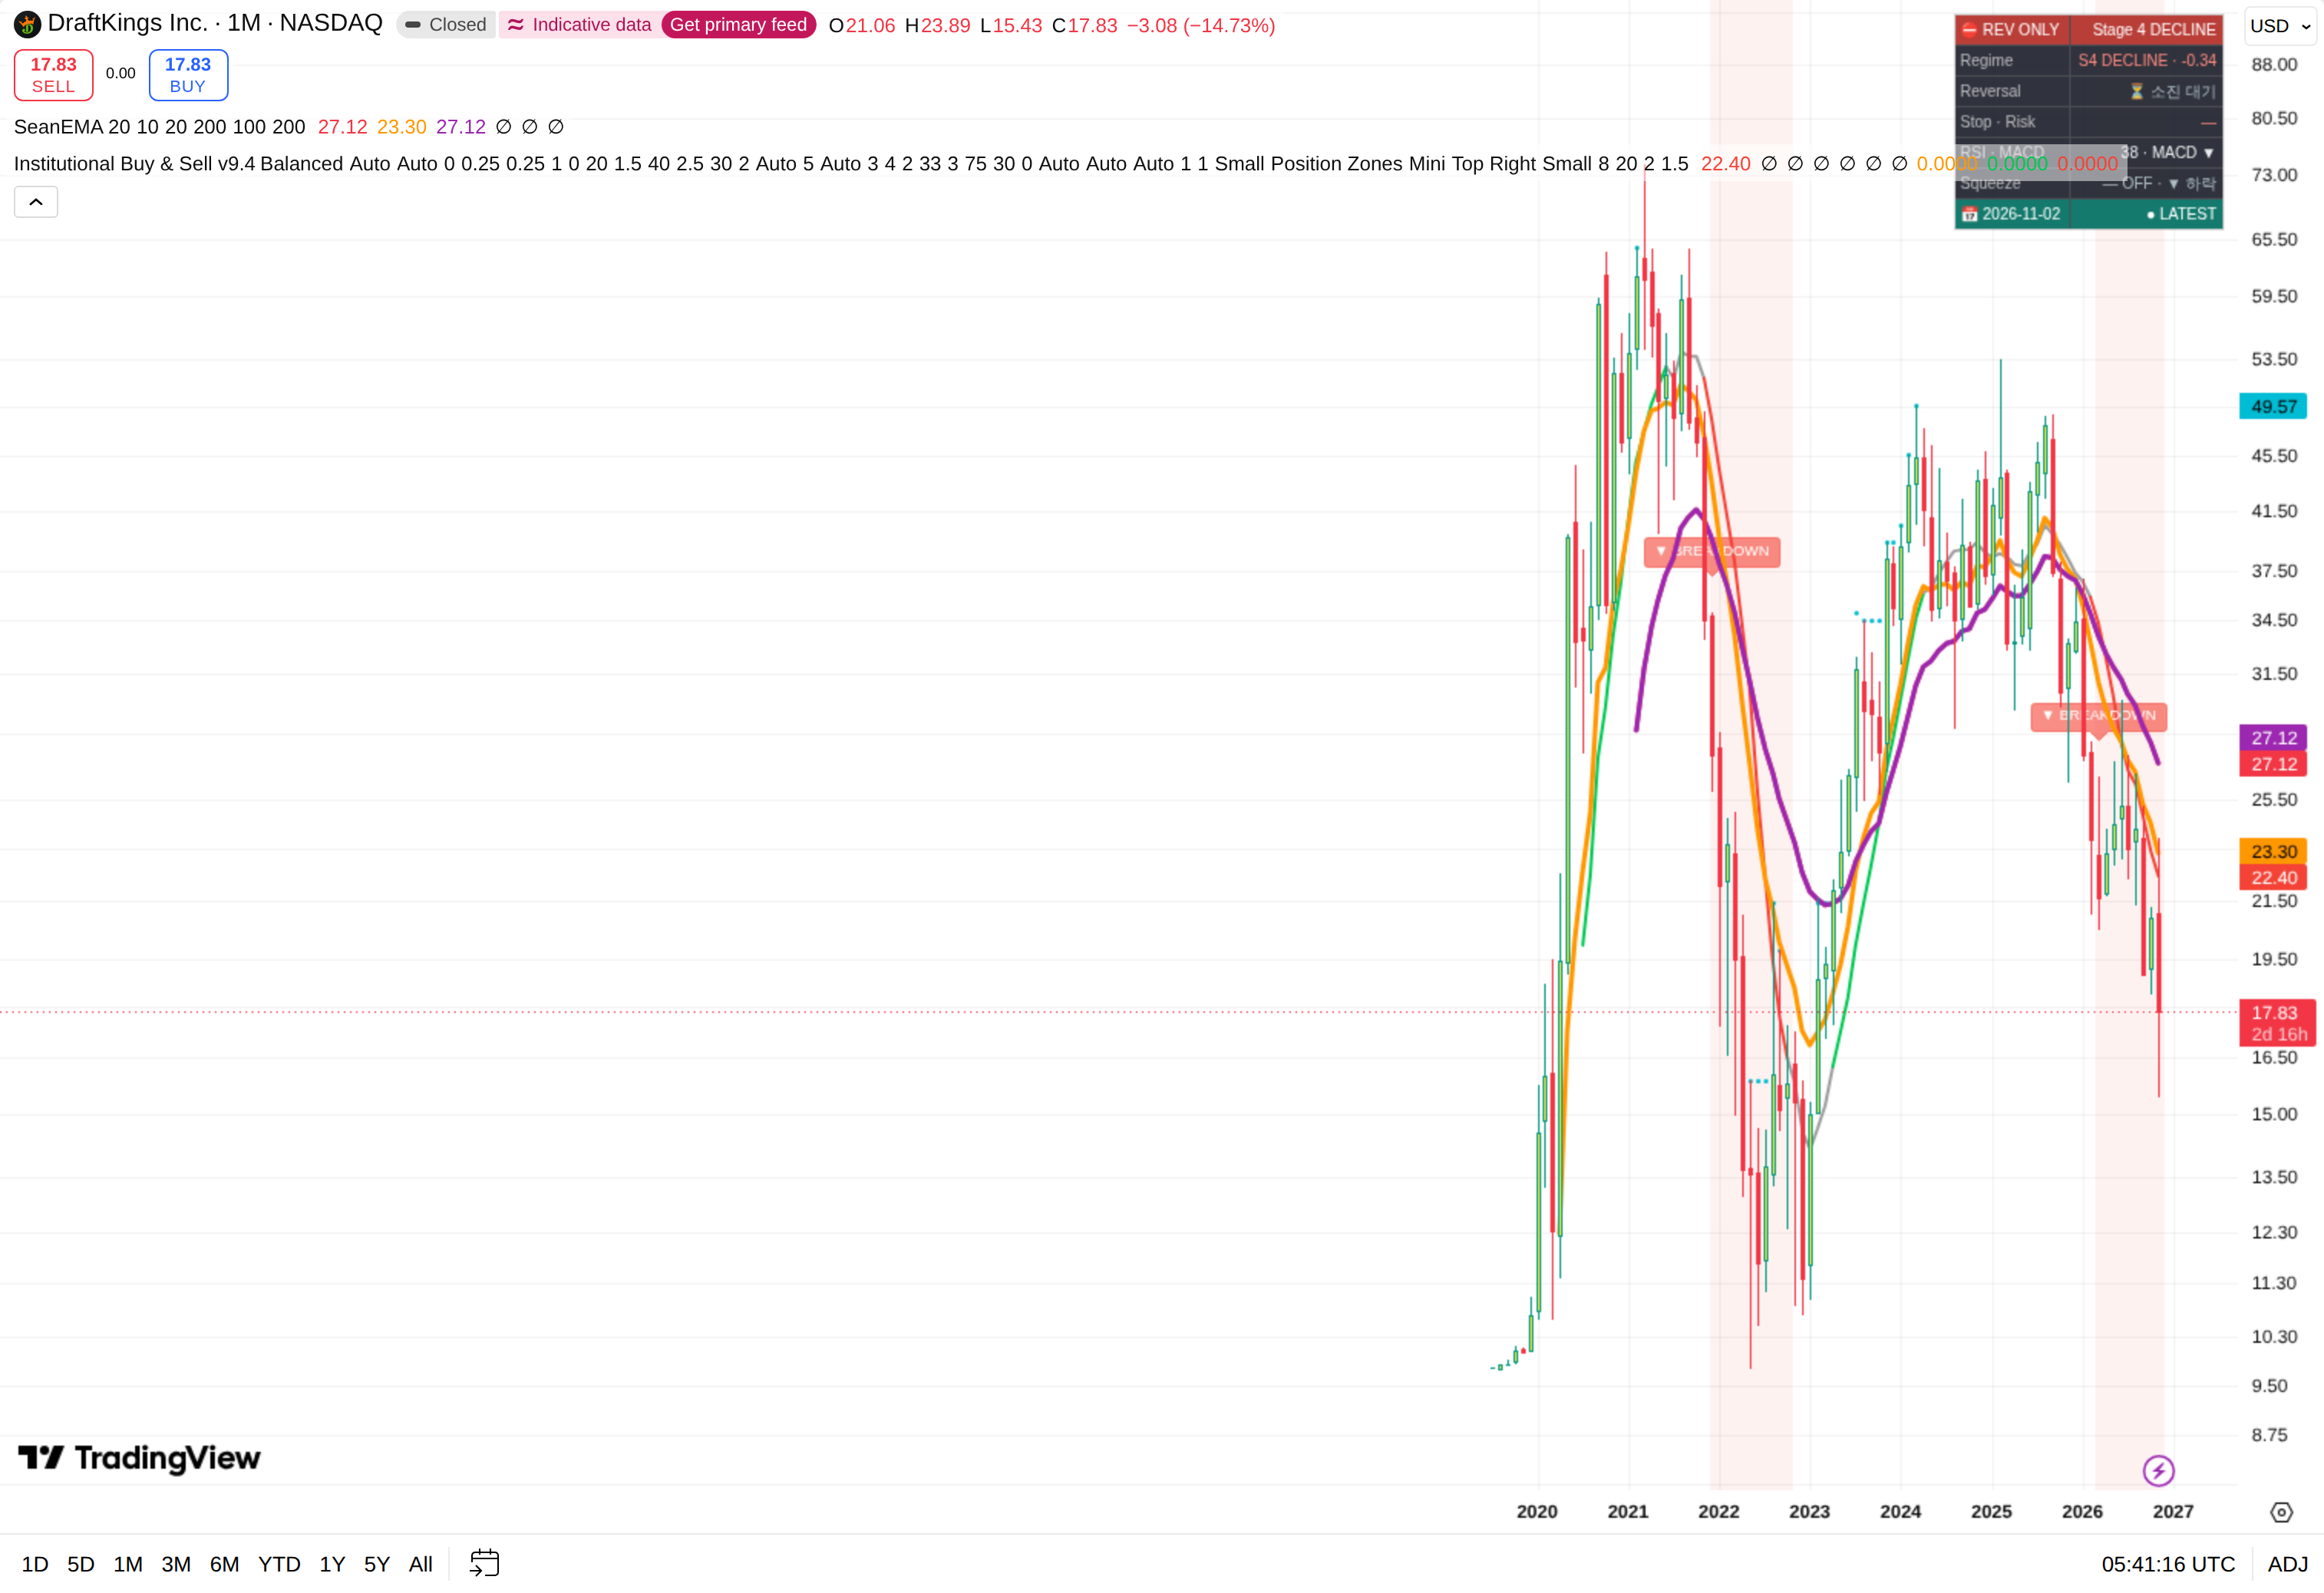 DraftKings Inc. · 1M · NASDAQ Closed Indicative data Get primary feed O21.06 H23.89 L15.43 C17.83 −3.08 (−14.73%)
17.83
SELL
0.00
17.83
BUY
SeanEMA 20 10 20 200 100 200 27.12 23.30 27.12 ∅ ∅ ∅
Institutional Buy & Sell v9.4 Balanced Auto Auto 0 0.25 0.25 1 0 20 1.5 40 2.5 30 2 Auto 5 Auto 3 4 2 33 3 75 30 0 Auto Auto Auto 1 1 Small Position Zones Mini Top Right Small 8 20 2 1.5 22.40 ∅ ∅ ∅ ∅ ∅ ∅ 0.0000 0.0000 0.0000
⛔ REV ONLY Stage 4 DECLINE
Regime S4 DECLINE · -0.34
Reversal ⏳ 소진 대기
Stop · Risk —
RSI · MACD 38 · MACD ▼
Squeeze — OFF · ▼ 하락
📅 2026-11-02 ● LATEST
USD
88.00
80.50
73.00
65.50
59.50
53.50
49.57
45.50
41.50
37.50
34.50
31.50
27.12
27.12
25.50
23.30
22.40
21.50
19.50
17.83
2d 16h
16.50
15.00
13.50
12.30
11.30
10.30
9.50
8.75
▼ BREAKDOWN
▼ BREAKDOWN
TradingView
2020 2021 2022 2023 2024 2025 2026 2027
1D 5D 1M 3M 6M YTD 1Y 5Y All
05:41:16 UTC ADJ